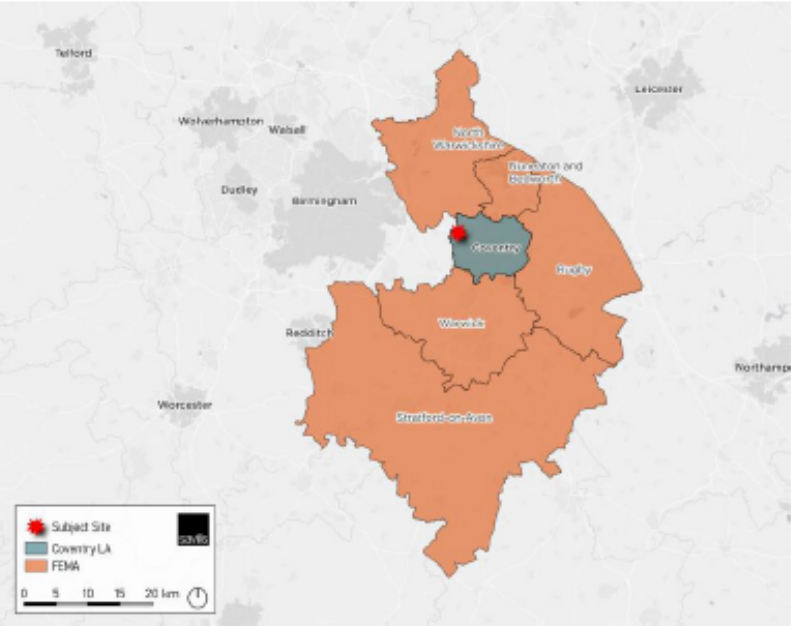 Telford
Leicester
Wolverhampton
Walsall
North
Warwickshire
Nuneaton and
Bedworth
Dudley
Birmingham
Coventry
Rugby
Warwick
Redditch
Northamp
Worcester
Stratford-on-Avon
Subject Site
savills
Coventry LA
FEMA
0 5 10 15 20 km